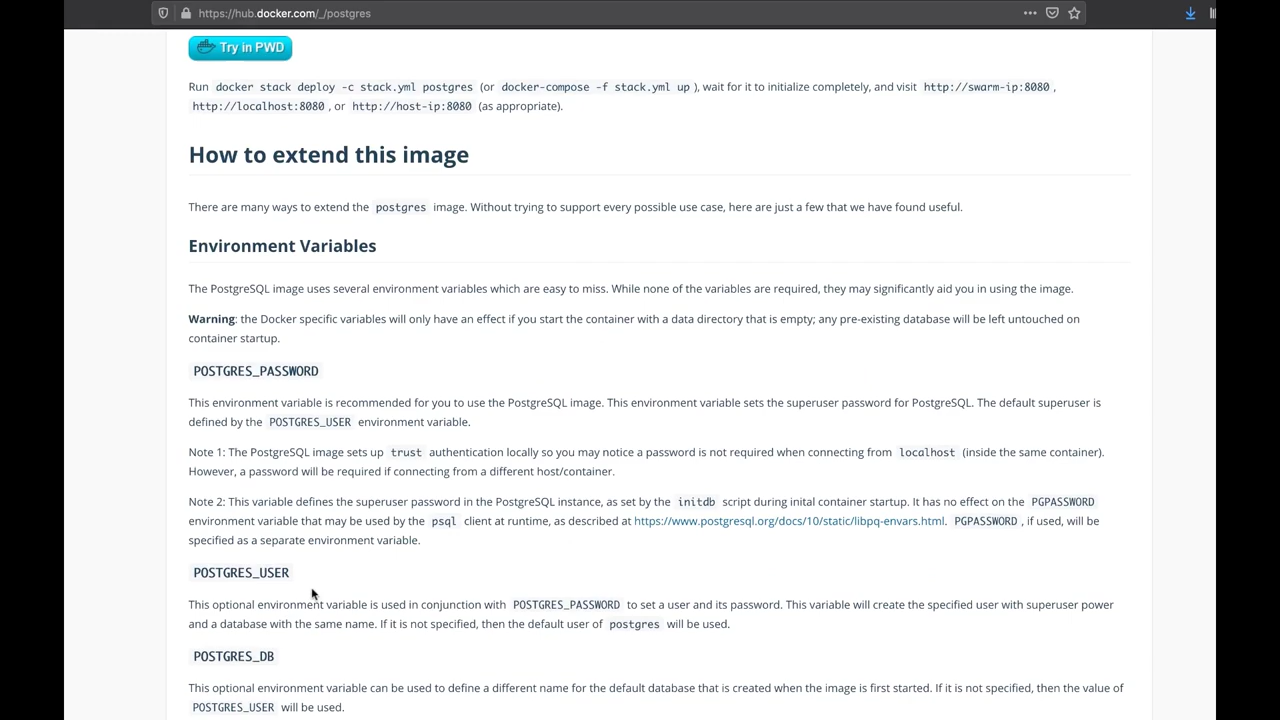 https://hub.docker.com/_/postgres
Try in PWD
Run docker stack deploy -c stack.yml postgres (or docker-compose -f stack.yml up ), wait for it to initialize completely, and visit http://swarm-ip:8080 ,
http://localhost:8080 , or http://host-ip:8080 (as appropriate).
How to extend this image
There are many ways to extend the postgres image. Without trying to support every possible use case, here are just a few that we have found useful.
Environment Variables
The PostgreSQL image uses several environment variables which are easy to miss. While none of the variables are required, they may significantly aid you in using the image.
Warning: the Docker specific variables will only have an effect if you start the container with a data directory that is empty; any pre-existing database will be left untouched on
container startup.
POSTGRES_PASSWORD
This environment variable is recommended for you to use the PostgreSQL image. This environment variable sets the superuser password for PostgreSQL. The default superuser is
defined by the POSTGRES_USER environment variable.
Note 1: The PostgreSQL image sets up trust authentication locally so you may notice a password is not required when connecting from localhost (inside the same container).
However, a password will be required if connecting from a different host/container.
Note 2: This variable defines the superuser password in the PostgreSQL instance, as set by the initdb script during inital container startup. It has no effect on the PGPASSWORD
environment variable that may be used by the psql client at runtime, as described at https://www.postgresql.org/docs/10/static/libpq-envars.html. PGPASSWORD , if used, will be
specified as a separate environment variable.
POSTGRES_USER
This optional environment variable is used in conjunction with POSTGRES_PASSWORD to set a user and its password. This variable will create the specified user with superuser power
and a database with the same name. If it is not specified, then the default user of postgres will be used.
POSTGRES_DB
This optional environment variable can be used to define a different name for the default database that is created when the image is first started. If it is not specified, then the value of
POSTGRES_USER will be used.